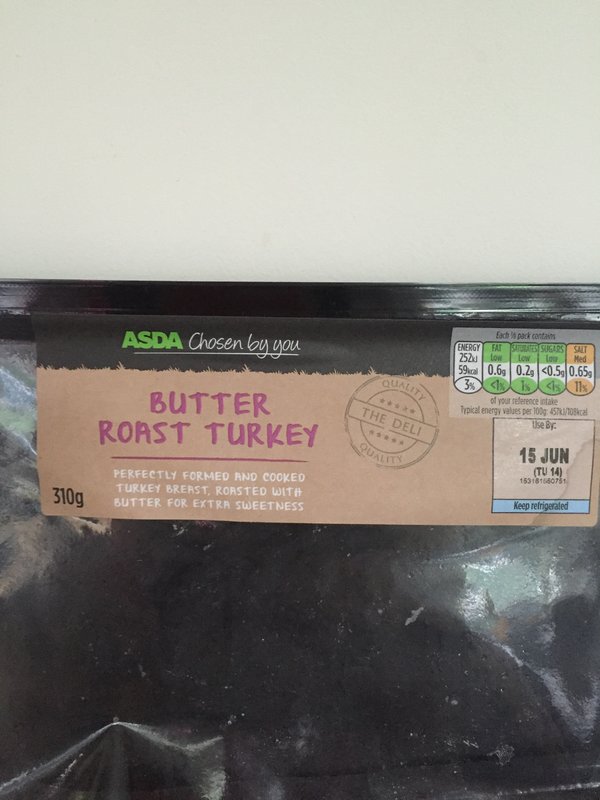 ASDA Chosen by you
BUTTER
ROAST TURKEY
PERFECTLY FORMED AND COOKED
TURKEY BREAST, ROASTED WITH
BUTTER FOR EXTRA SWEETNESS
310g
QUALITY
THE DELI
QUALITY
Each ⅙ pack contains
ENERGY FAT SATURATES SUGARS SALT
252kJ Low Low Low Med
59kcal 0.6g 0.2g <0.5g 0.65g
3% <1% 1% <1% 11%
of your reference intake
Typical energy values per 100g: 457kJ/108kcal
Use By:
15 JUN
(TU 14)
Keep refrigerated